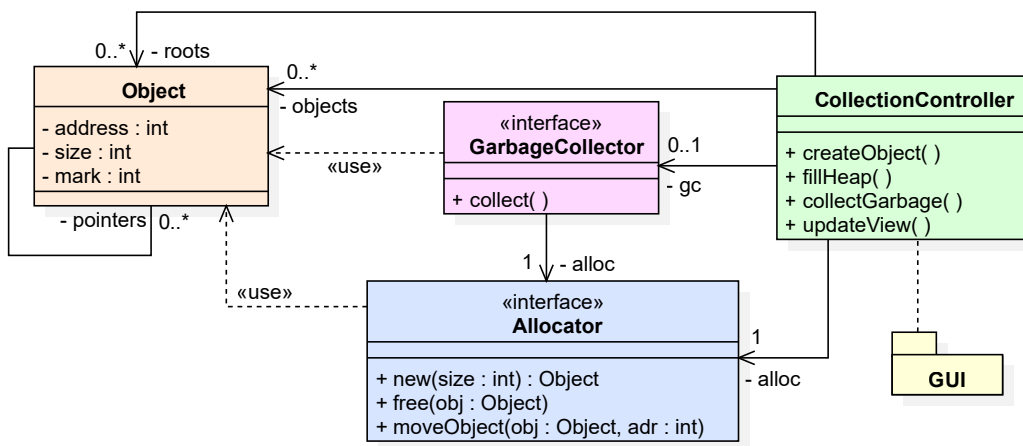 0..* - roots
Object
- address : int
- size : int
- mark : int
- pointers 0..*
0..*
- objects
«use»
«interface»
GarbageCollector
+ collect( )
0..1
- gc
CollectionController
+ createObject( )
+ fillHeap( )
+ collectGarbage( )
+ updateView( )
1 - alloc
«use»
«interface»
Allocator
+ new(size : int) : Object
+ free(obj : Object)
+ moveObject(obj : Object, adr : int)
1
- alloc
GUI